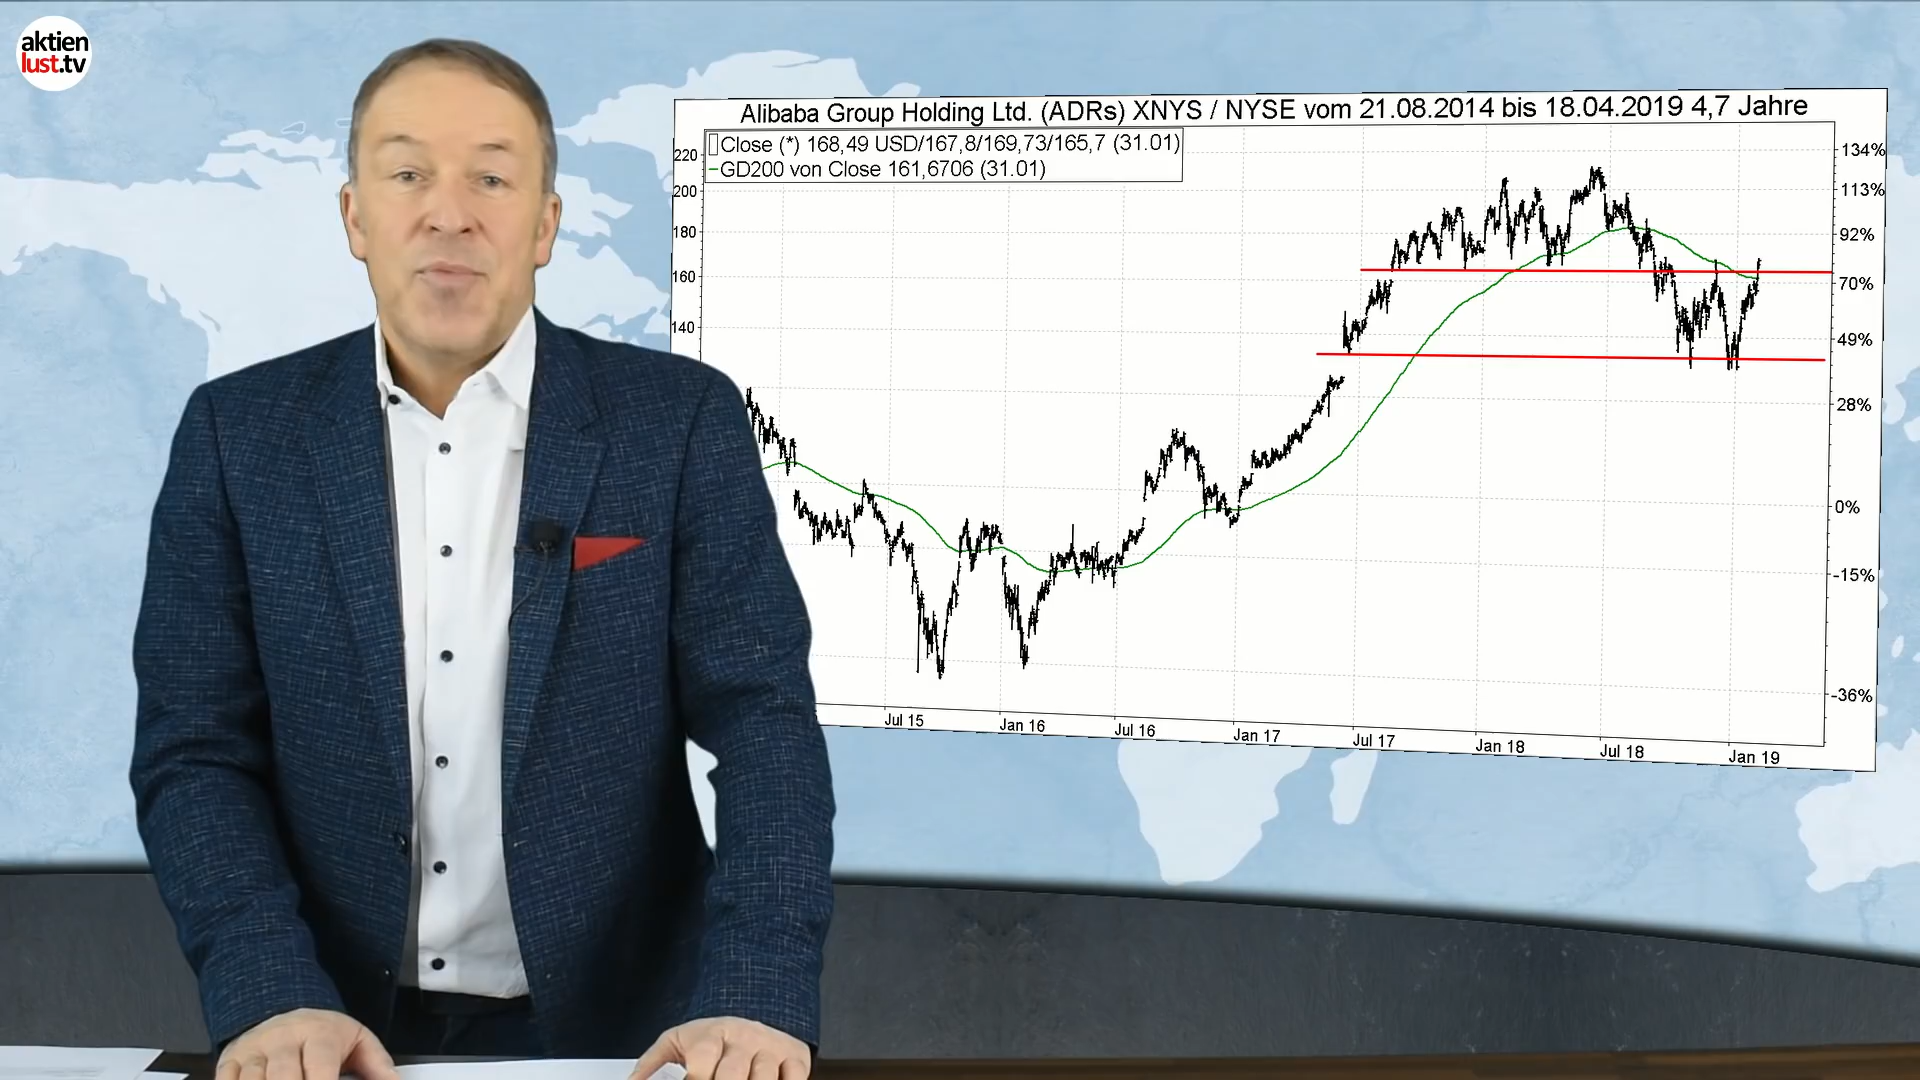 aktien
lust.tv
Alibaba Group Holding Ltd. (ADRs) XNYS / NYSE vom 21.08.2014 bis 18.04.2019 4,7 Jahre
Close (*) 168,49 USD/167,8/169,73/165,7 (31.01)
GD200 von Close 161,6706 (31.01)
220
200
180
160
140
134%
113%
92%
70%
49%
28%
0%
-15%
-36%
Jul 15
Jan 16
Jul 16
Jan 17
Jul 17
Jan 18
Jul 18
Jan 19